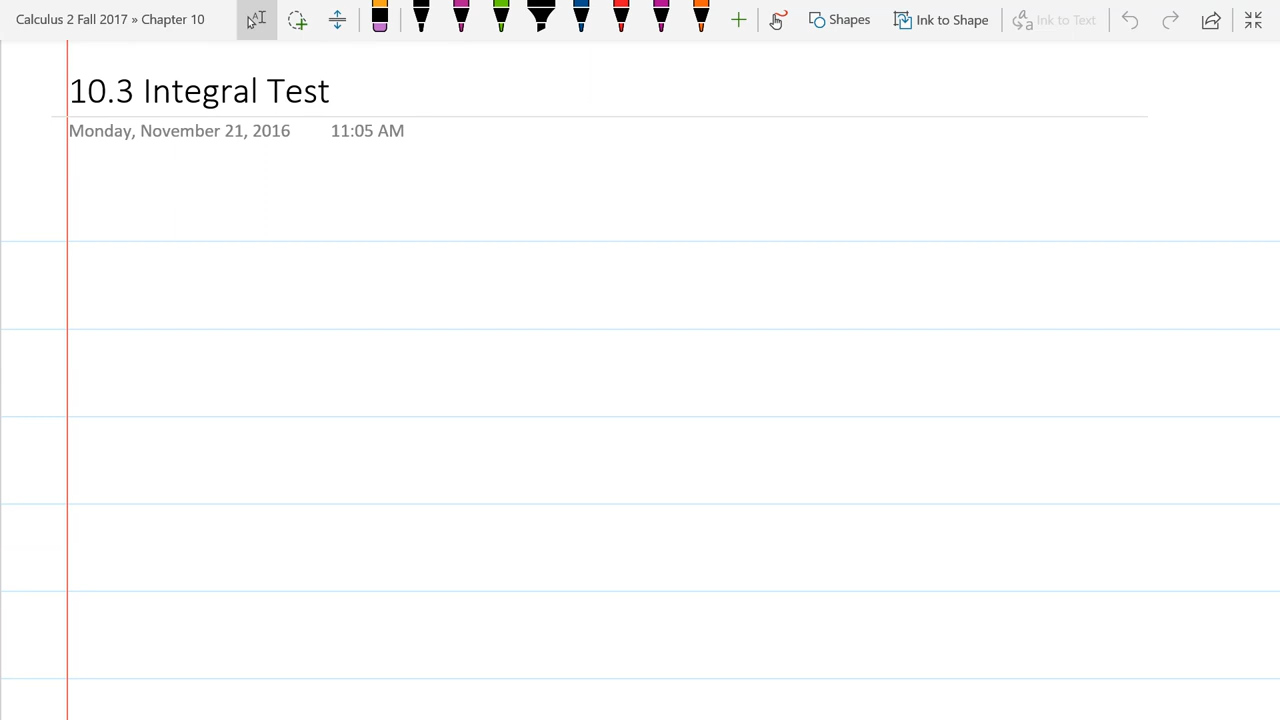 Calculus 2 Fall 2017 » Chapter 10
Shapes
Ink to Shape
Ink to Text
10.3 Integral Test
Monday, November 21, 2016 11:05 AM